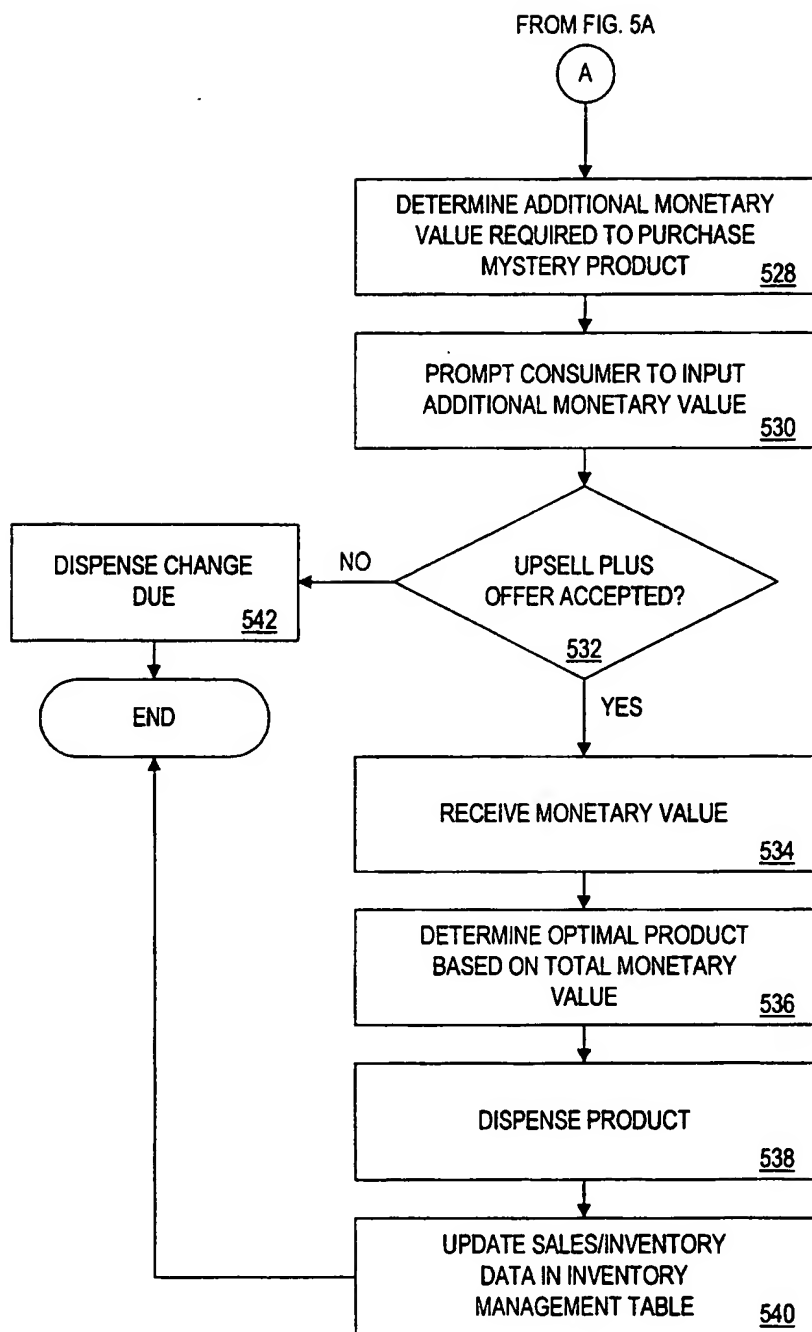 FROM FIG. 5A
A
DETERMINE ADDITIONAL MONETARY
VALUE REQUIRED TO PURCHASE
MYSTERY PRODUCT
528
PROMPT CONSUMER TO INPUT
ADDITIONAL MONETARY VALUE
530
UPSELL PLUS
OFFER ACCEPTED?
532
NO
DISPENSE CHANGE
DUE
542
END
YES
RECEIVE MONETARY VALUE
534
DETERMINE OPTIMAL PRODUCT
BASED ON TOTAL MONETARY
VALUE
536
DISPENSE PRODUCT
538
UPDATE SALES/INVENTORY
DATA IN INVENTORY
MANAGEMENT TABLE
540